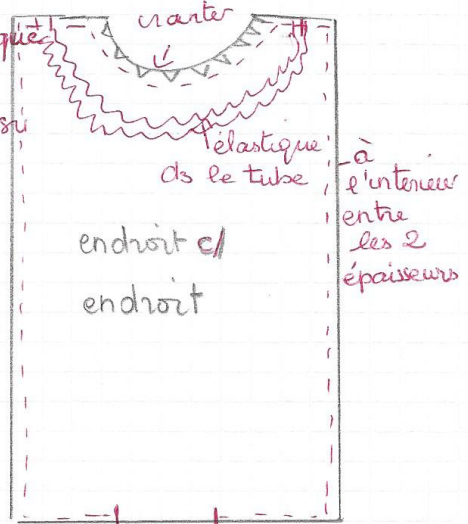 cranter
élastique
ds le tube
à
l'intérieur
entre
les 2
épaisseurs
endroit c/
endroit